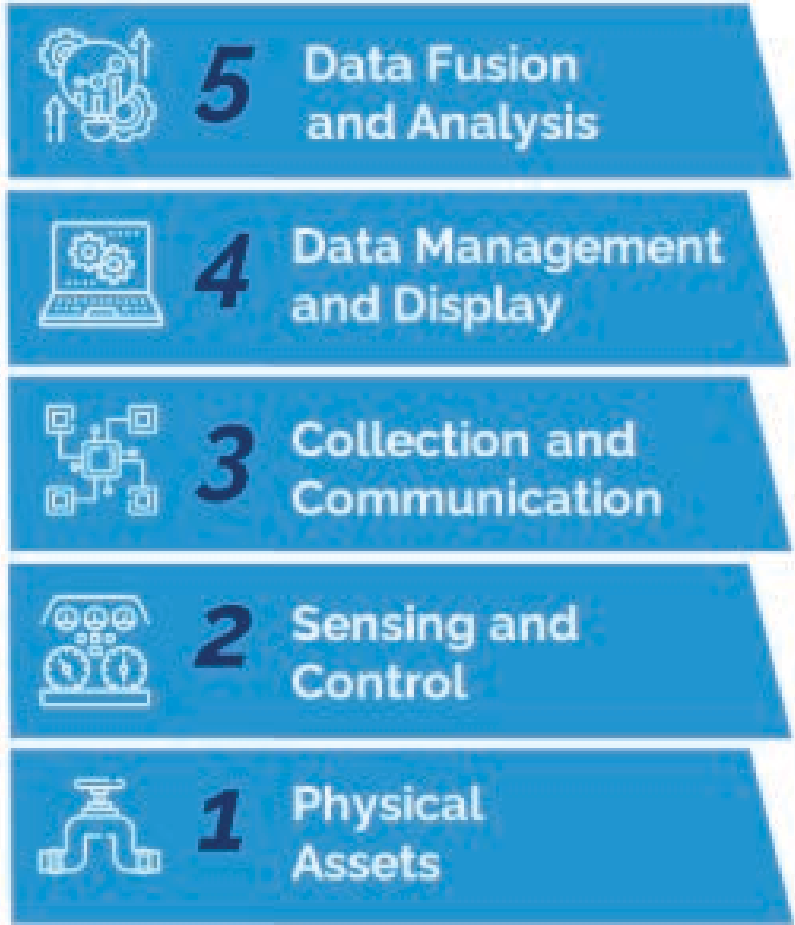 5 Data Fusion
and Analysis
4 Data Management
and Display
3 Collection and
Communication
2 Sensing and
Control
1 Physical
Assets